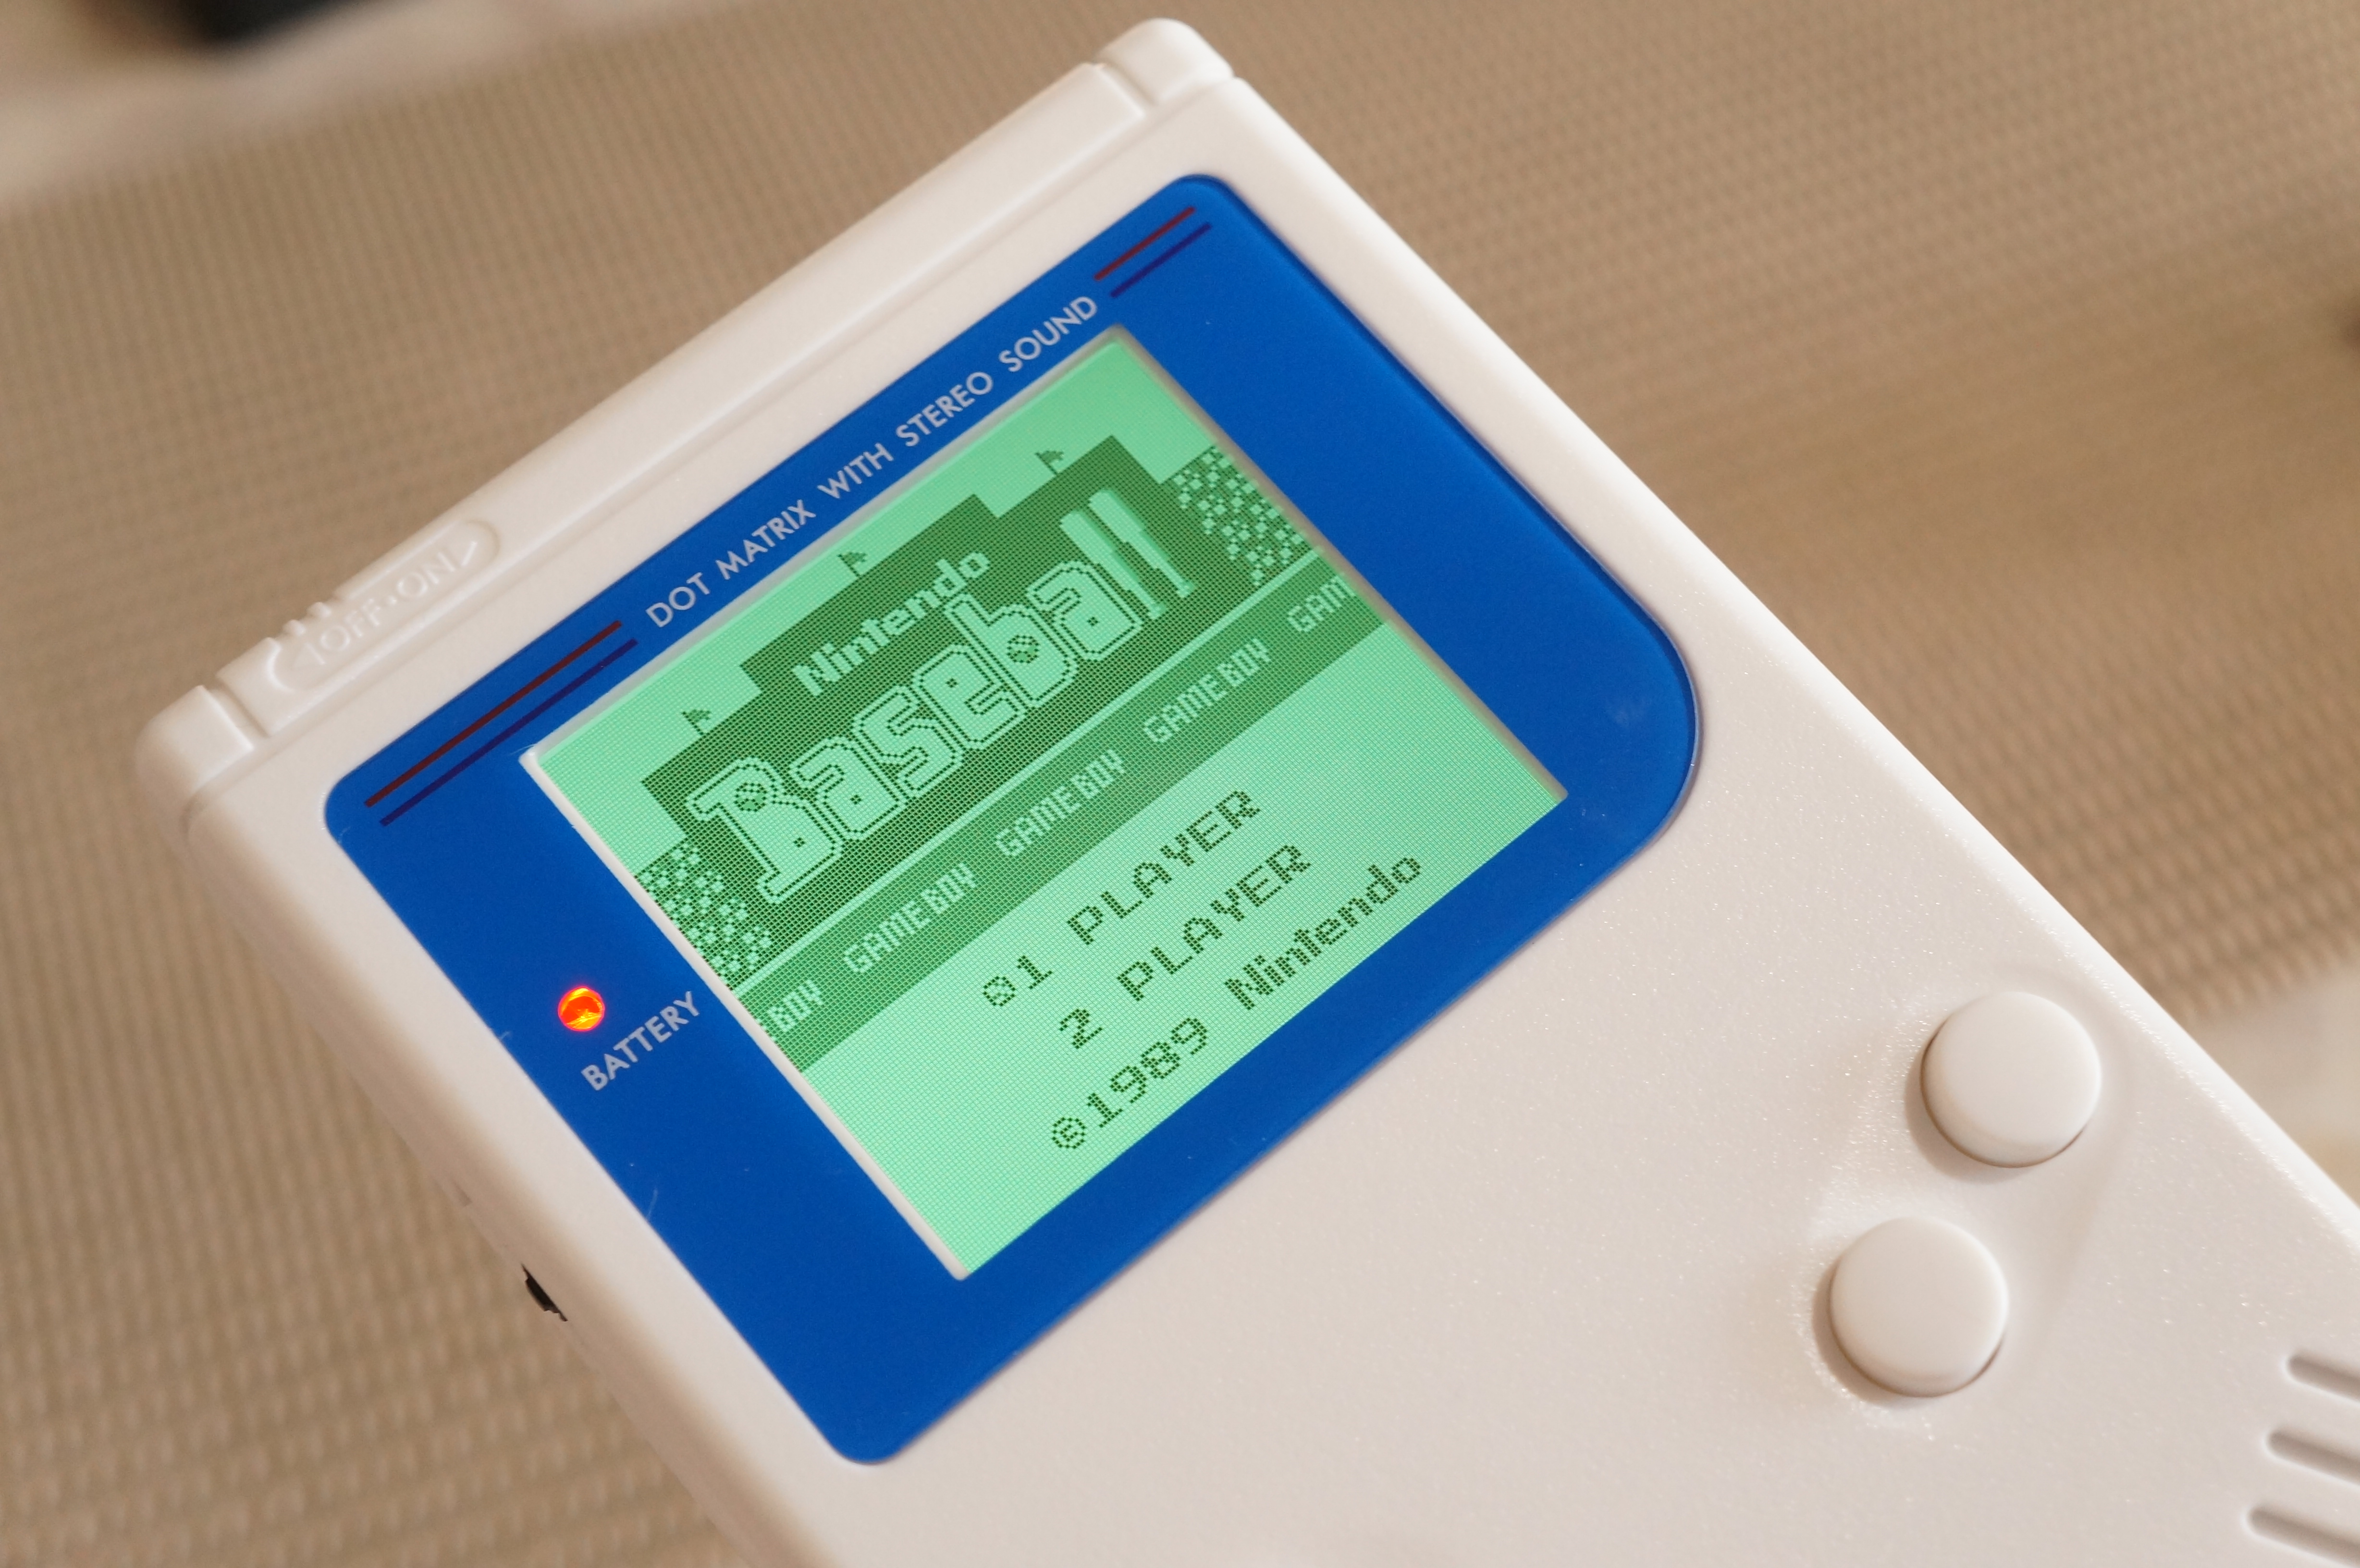 OFF•ON
DOT MATRIX WITH STEREO SOUND
Nintendo
Baseball
BOY GAME BOY GAME BOY GAME BOY GAM
1 PLAYER
2 PLAYER
©1989 Nintendo
BATTERY